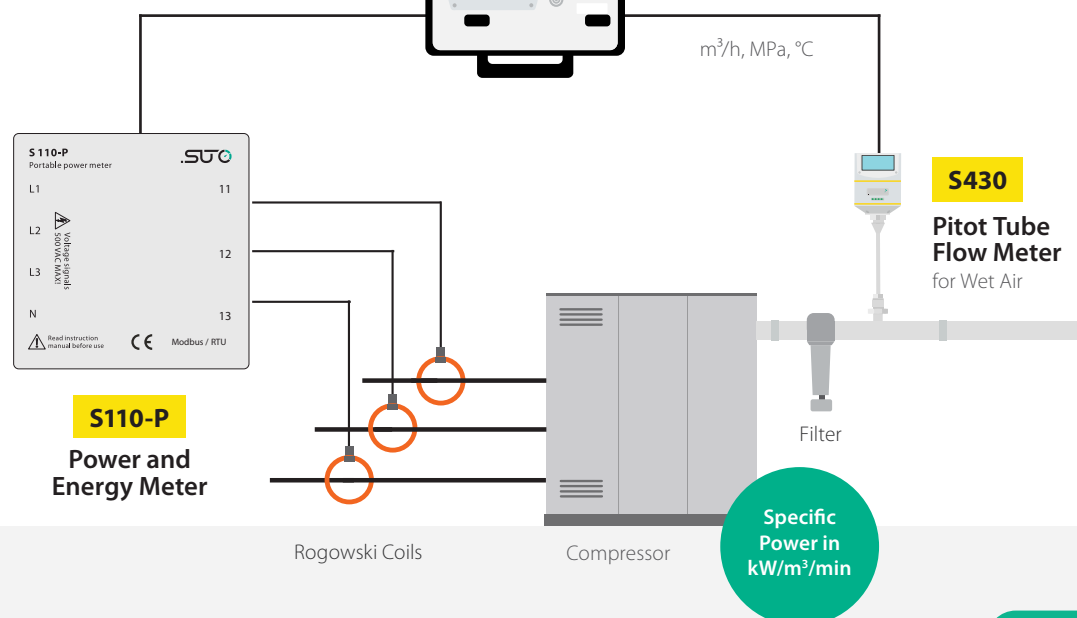 m³/h, MPa, °C
S 110-P
Portable power meter
.SUTO
L1
11
L2
Voltage signals
500 VAC MAX!
12
L3
N
13
Read instruction
manual before use
CE
Modbus / RTU
S430
Pitot Tube
Flow Meter
for Wet Air
S110-P
Power and
Energy Meter
Filter
Rogowski Coils
Compressor
Specific
Power in
kW/m³/min